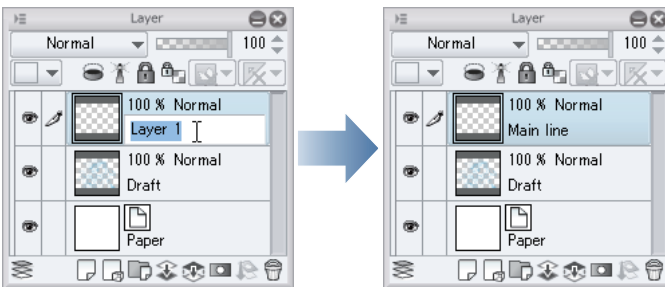 Layer
Normal 100
100 % Normal
Layer 1
100 % Normal
Draft
Paper
Layer
Normal 100
100 % Normal
Main line
100 % Normal
Draft
Paper